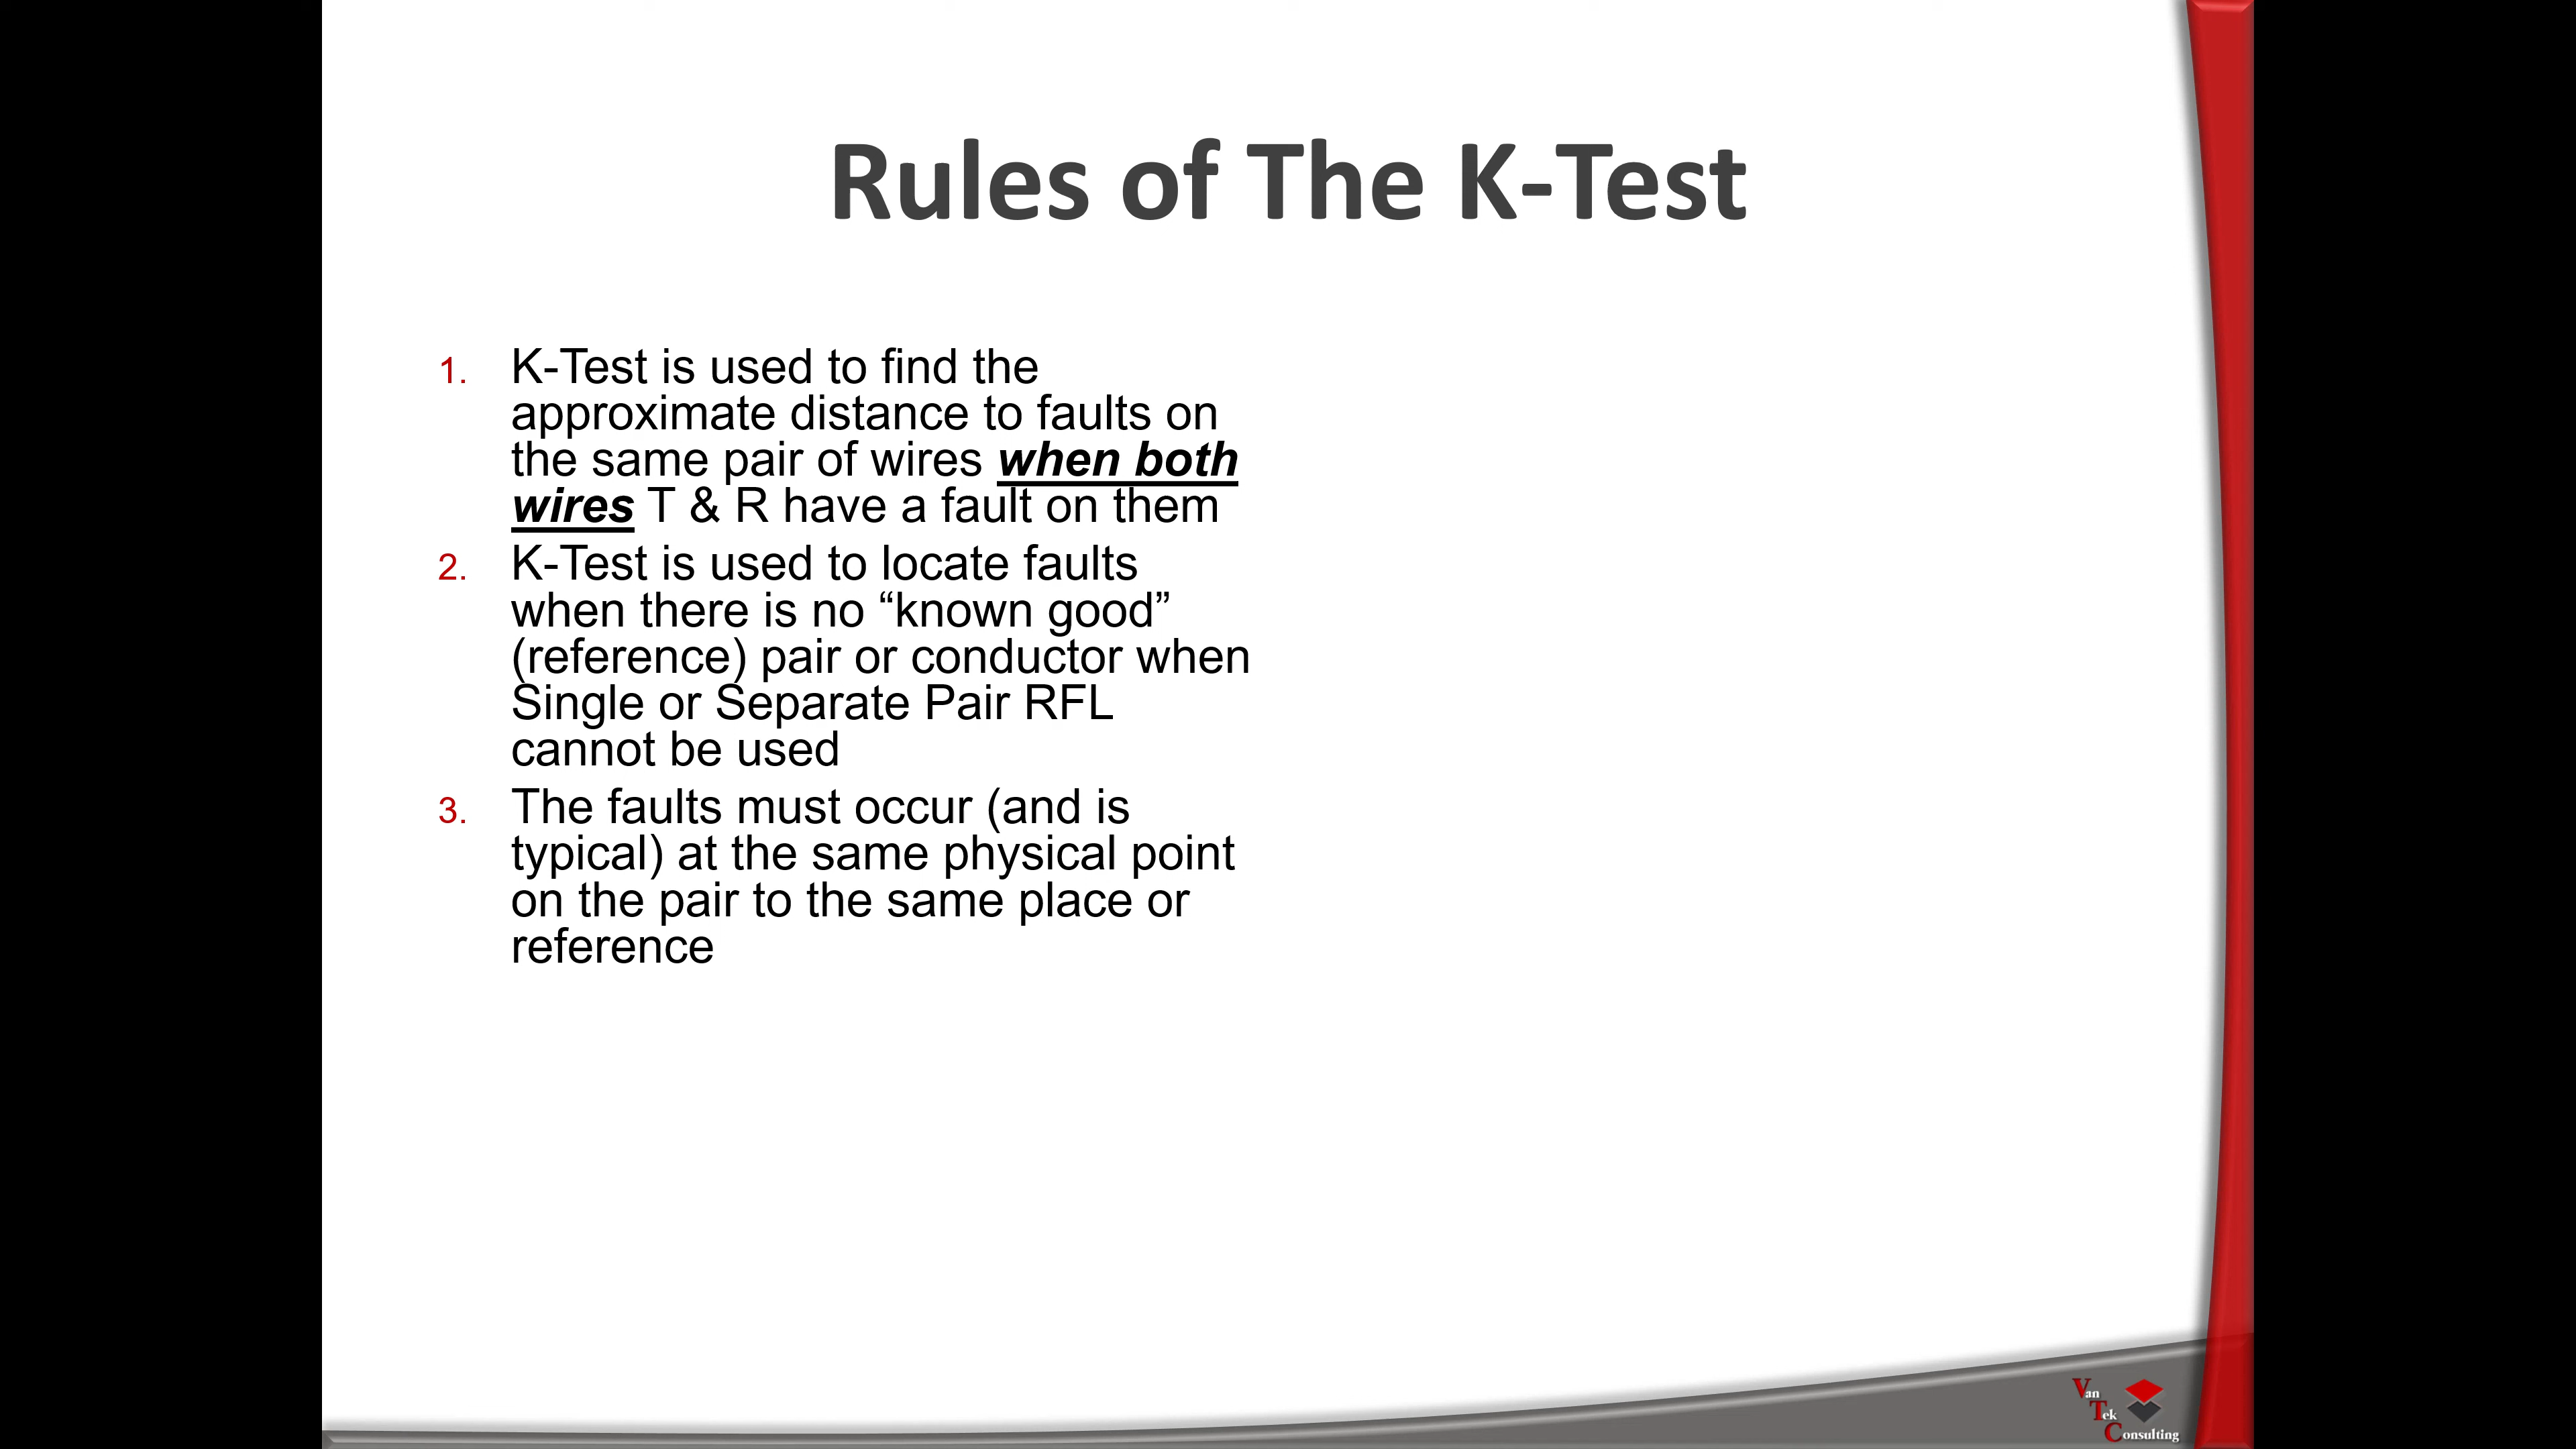 Rules of The K-Test
1. K-Test is used to find the
approximate distance to faults on
the same pair of wires when both
wires T & R have a fault on them
2. K-Test is used to locate faults
when there is no “known good”
(reference) pair or conductor when
Single or Separate Pair RFL
cannot be used
3. The faults must occur (and is
typical) at the same physical point
on the pair to the same place or
reference
Van
Tek
Consulting